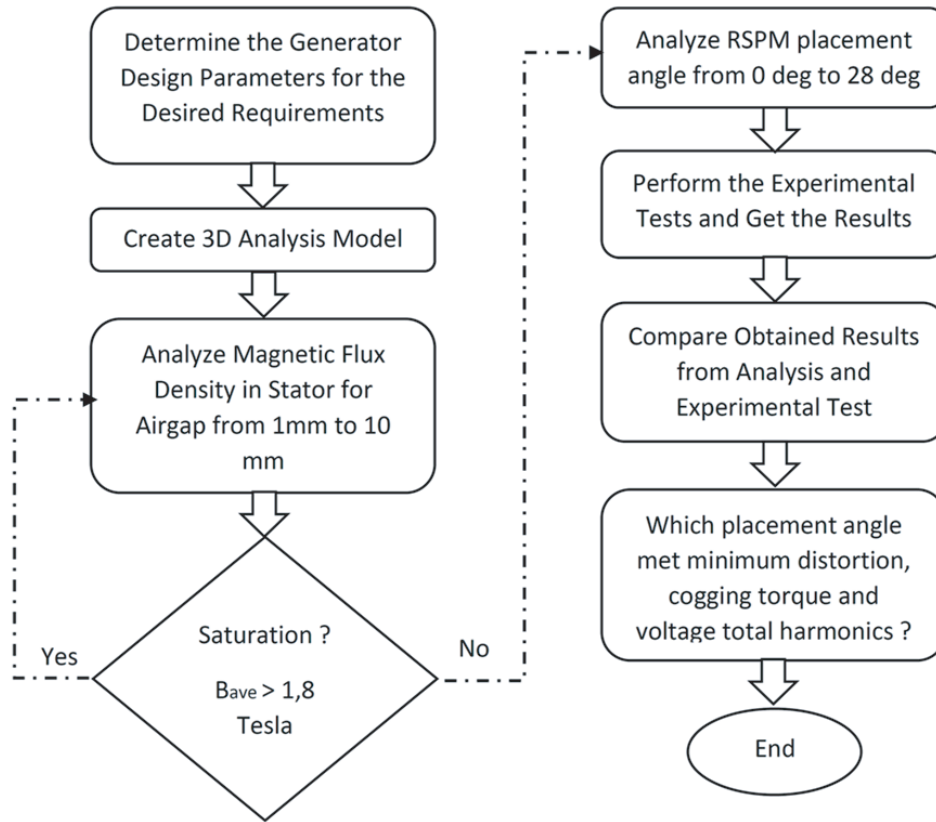 Determine the Generator
Design Parameters for the
Desired Requirements
Create 3D Analysis Model
Analyze Magnetic Flux
Density in Stator for
Airgap from 1mm to 10
mm
Saturation ?
Bave > 1,8
Tesla
Yes
No
Analyze RSPM placement
angle from 0 deg to 28 deg
Perform the Experimental
Tests and Get the Results
Compare Obtained Results
from Analysis and
Experimental Test
Which placement angle
met minimum distortion,
cogging torque and
voltage total harmonics ?
End